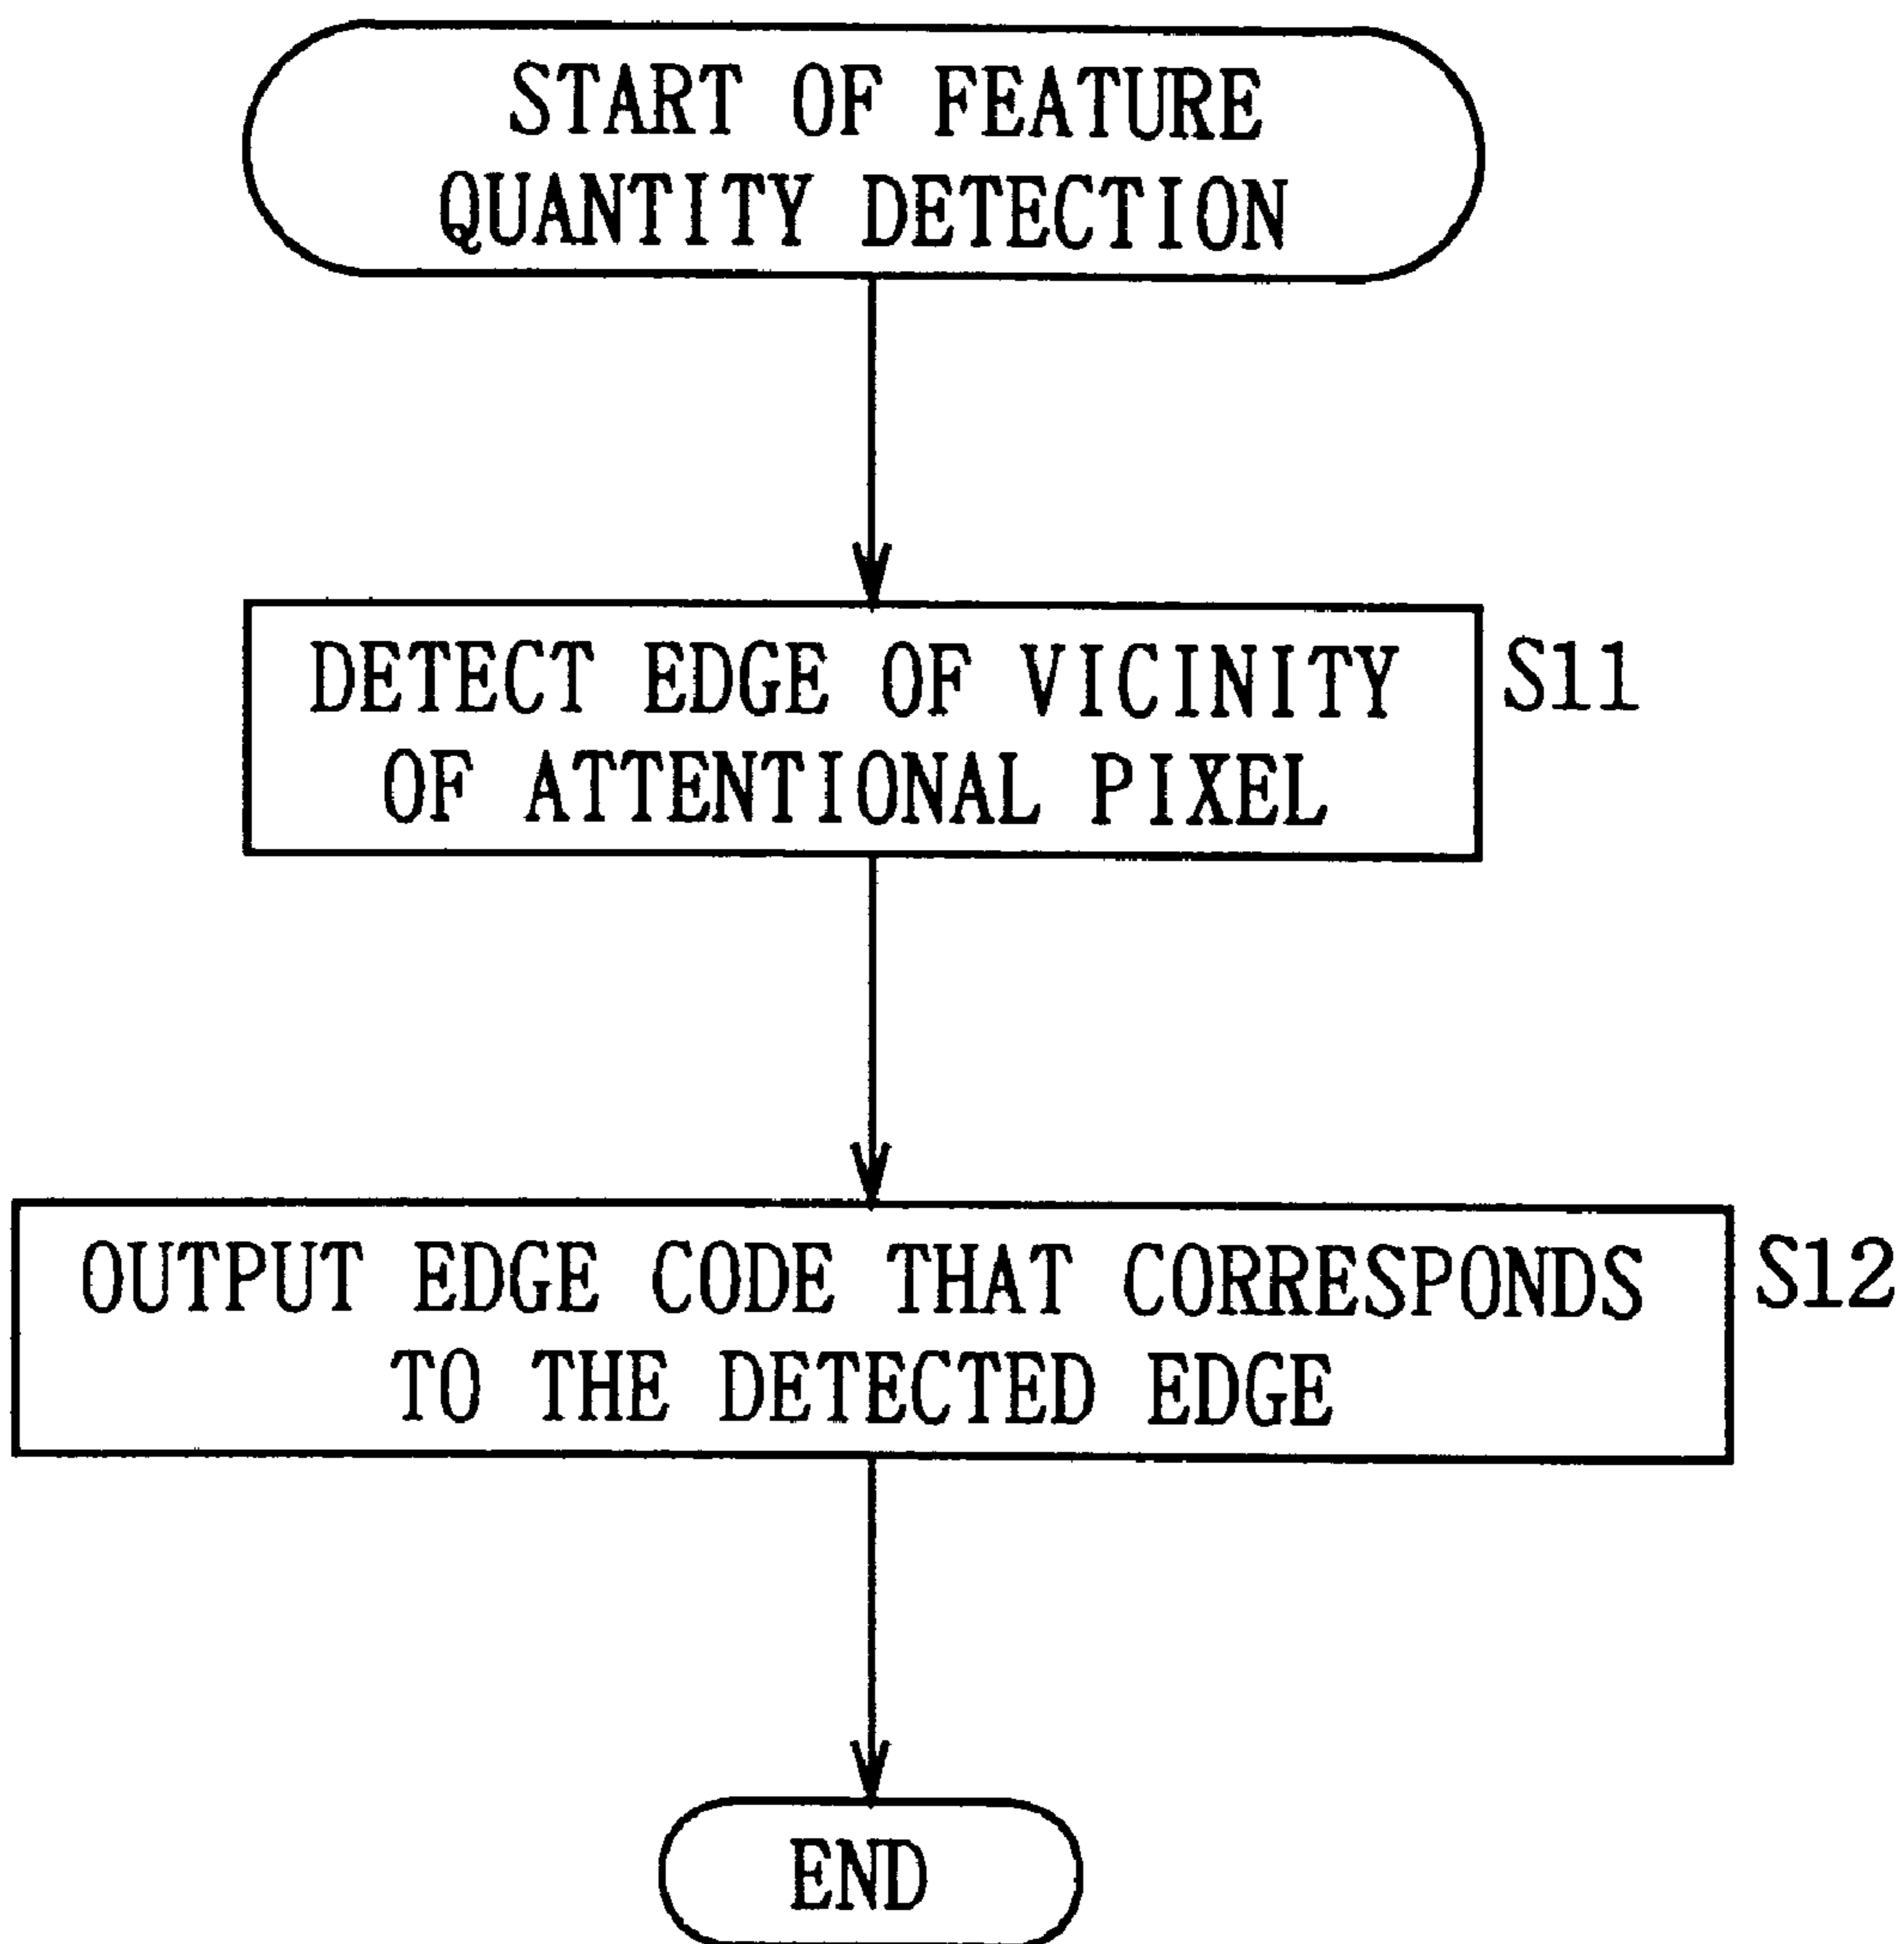 START OF FEATURE
QUANTITY DETECTION
DETECT EDGE OF VICINITY
OF ATTENTIONAL PIXEL
S11
OUTPUT EDGE CODE THAT CORRESPONDS
TO THE DETECTED EDGE
S12
END